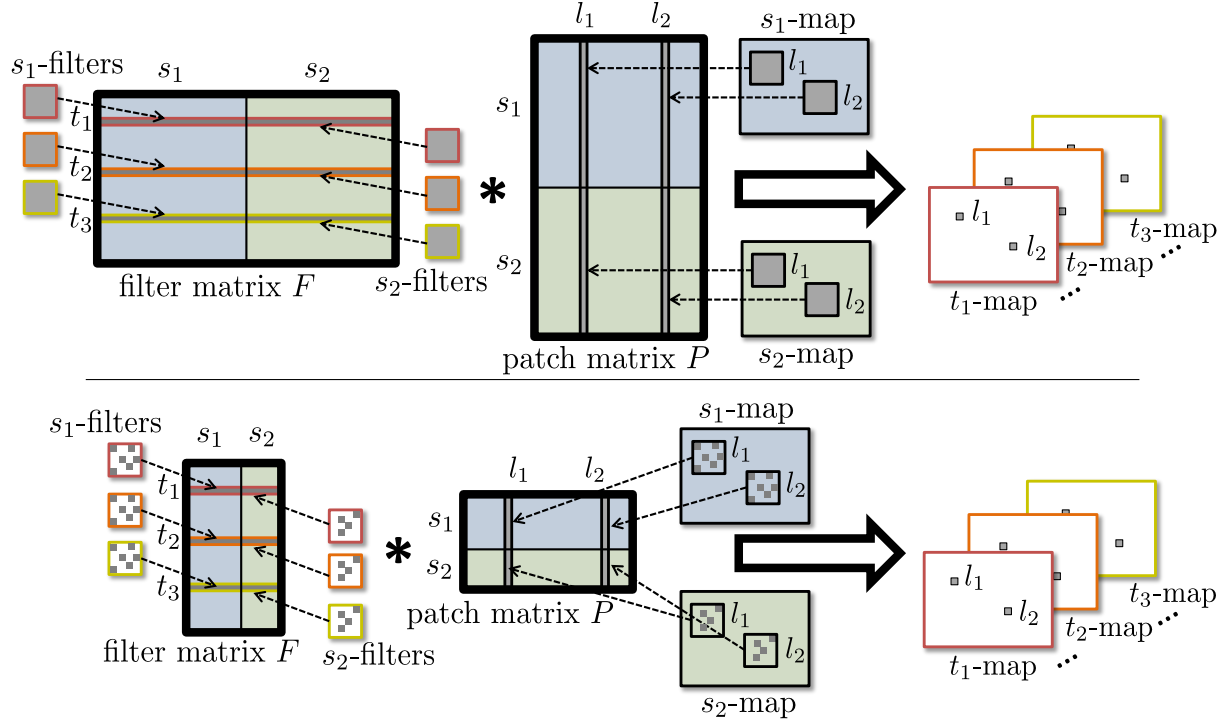 l₁ l₂
s₁-map
s₁-filters
s₁ s₂
l₁
l₂
s₁
t₁
t₂
t₃
*
l₁
l₂
s₂
l₁
l₂
t₃-map
...
t₂-map
...
t₁-map
s₂-filters
filter matrix F
patch matrix P
s₂-map
s₁-map
s₁-filters
s₁ s₂
l₁ l₂
l₁
l₂
t₁
t₂
t₃
*
s₁
s₂
l₁
l₂
l₁
l₂
t₃-map
...
t₂-map
...
t₁-map
patch matrix P
filter matrix F
s₂-filters
s₂-map